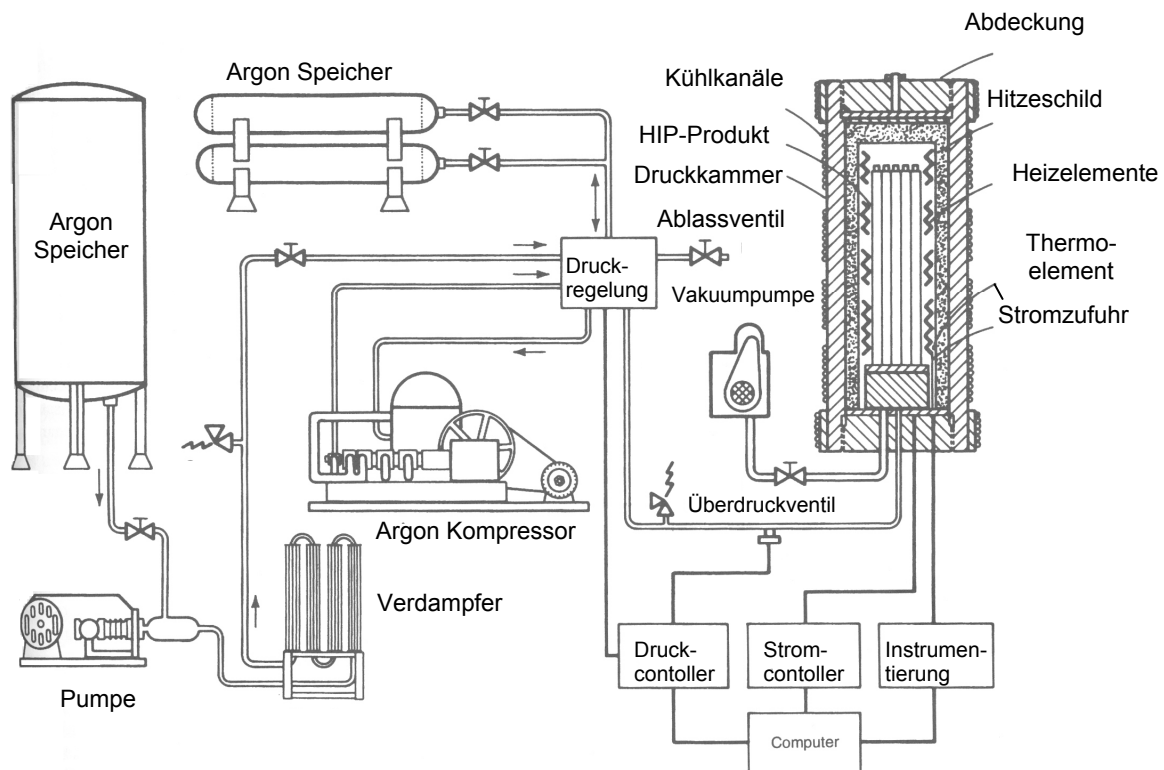 Abdeckung
Argon Speicher
Kühlkanäle
Hitzeschild
HIP-Produkt
Druckkammer
Heizelemente
Argon
Speicher
Ablassventil
Thermo-
element
Druck-
regelung
Vakuumpumpe
Stromzufuhr
Überdruckventil
Argon Kompressor
Verdampfer
Pumpe
Druck-
contoller
Strom-
contoller
Instrumen-
tierung
Computer